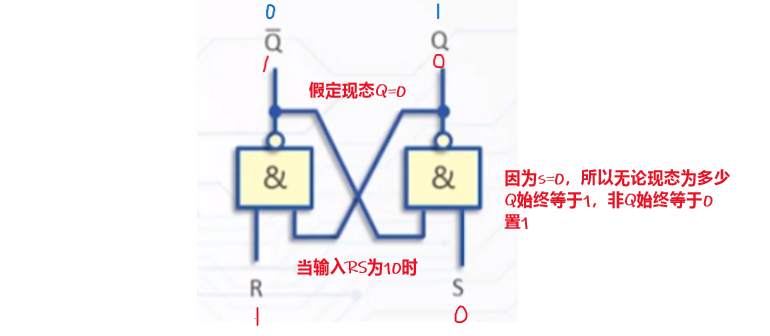 0 1
Q̅ Q
1 0
假定现态Q=0
& &
因为s=0，所以无论现态为多少
Q始终等于1，非Q始终等于0
置1
当输入RS为10时
R S
1 0